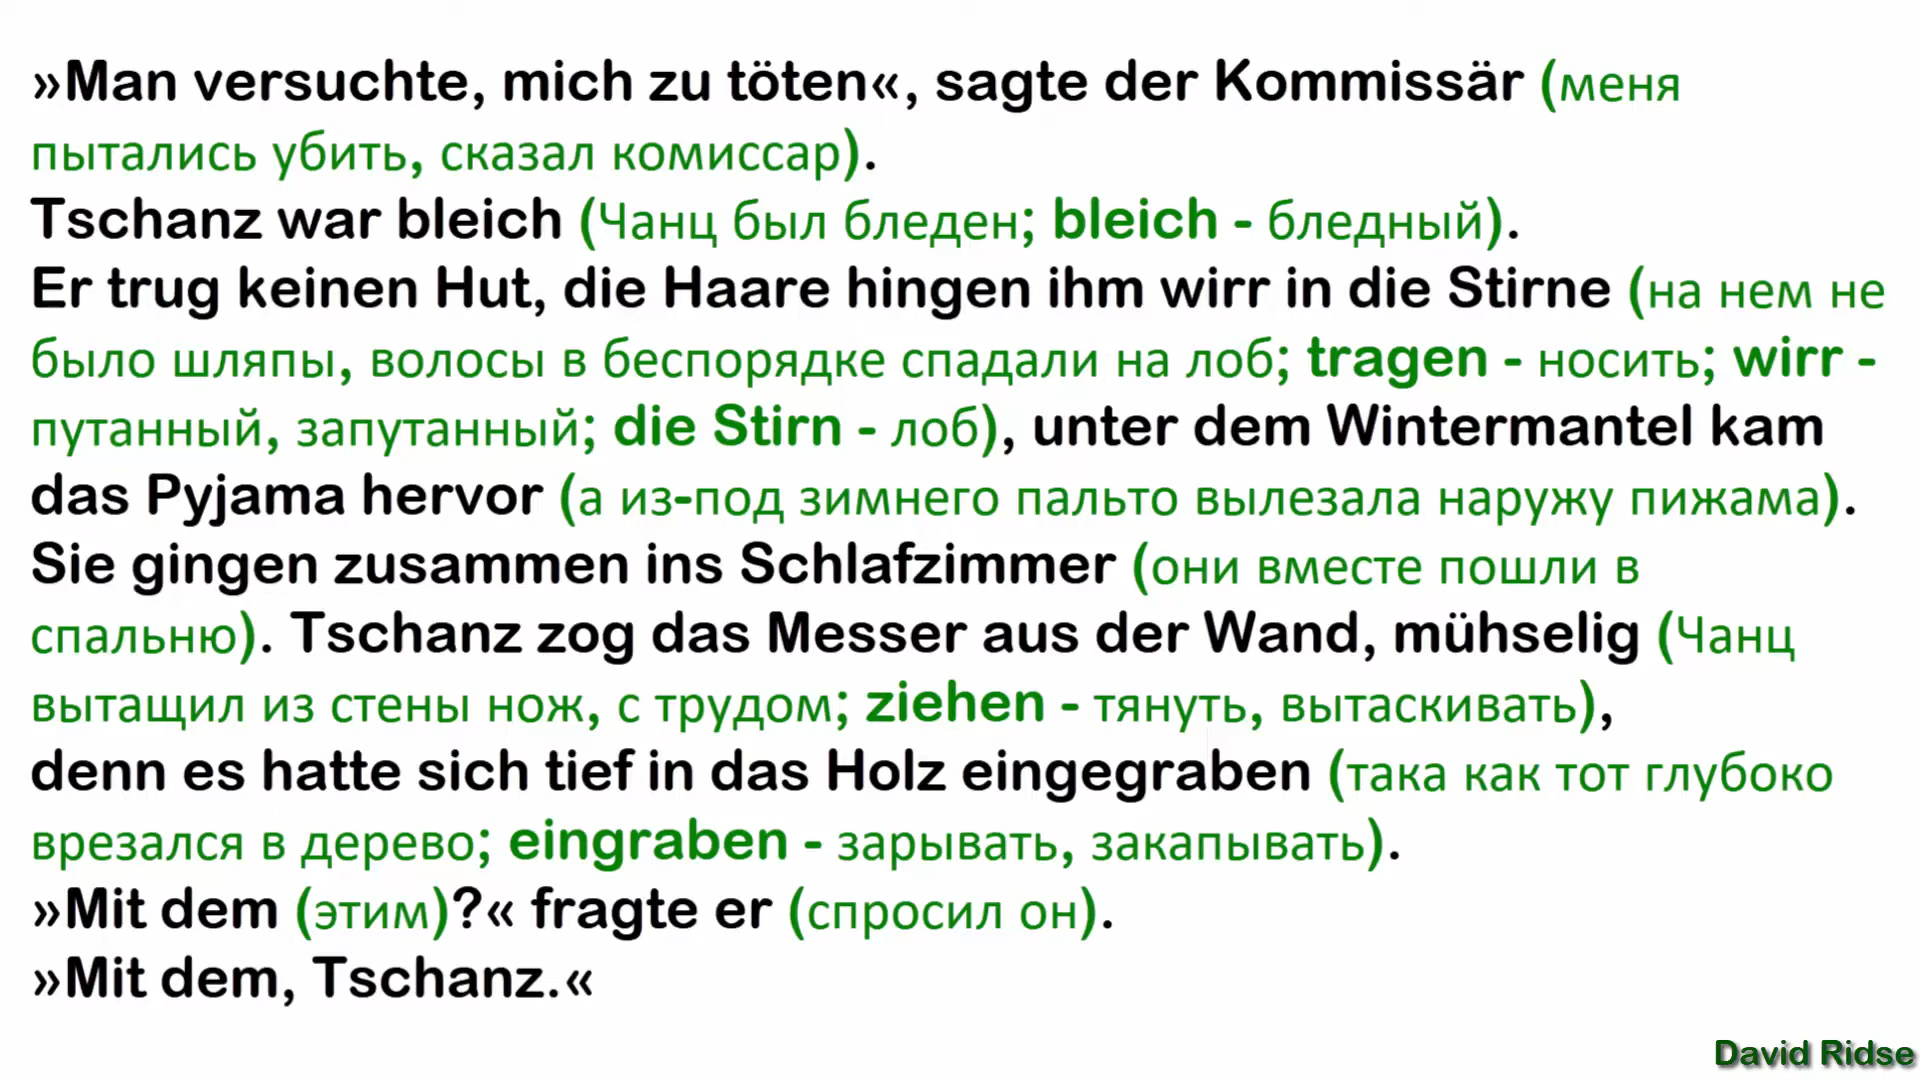 »Man versuchte, mich zu töten«, sagte der Kommissär (меня
пытались убить, сказал комиссар).
Tschanz war bleich (Чанц был бледен; bleich - бледный).
Er trug keinen Hut, die Haare hingen ihm wirr in die Stirne (на нем не
было шляпы, волосы в беспорядке спадали на лоб; tragen - носить; wirr -
путанный, запутанный; die Stirn - лоб), unter dem Wintermantel kam
das Pyjama hervor (а из-под зимнего пальто вылезала наружу пижама).
Sie gingen zusammen ins Schlafzimmer (они вместе пошли в
спальню). Tschanz zog das Messer aus der Wand, mühselig (Чанц
вытащил из стены нож, с трудом; ziehen - тянуть, вытаскивать),
denn es hatte sich tief in das Holz eingegraben (така как тот глубоко
врезался в дерево; eingraben - зарывать, закапывать).
»Mit dem (этим)?« fragte er (спросил он).
»Mit dem, Tschanz.«
David Ridse